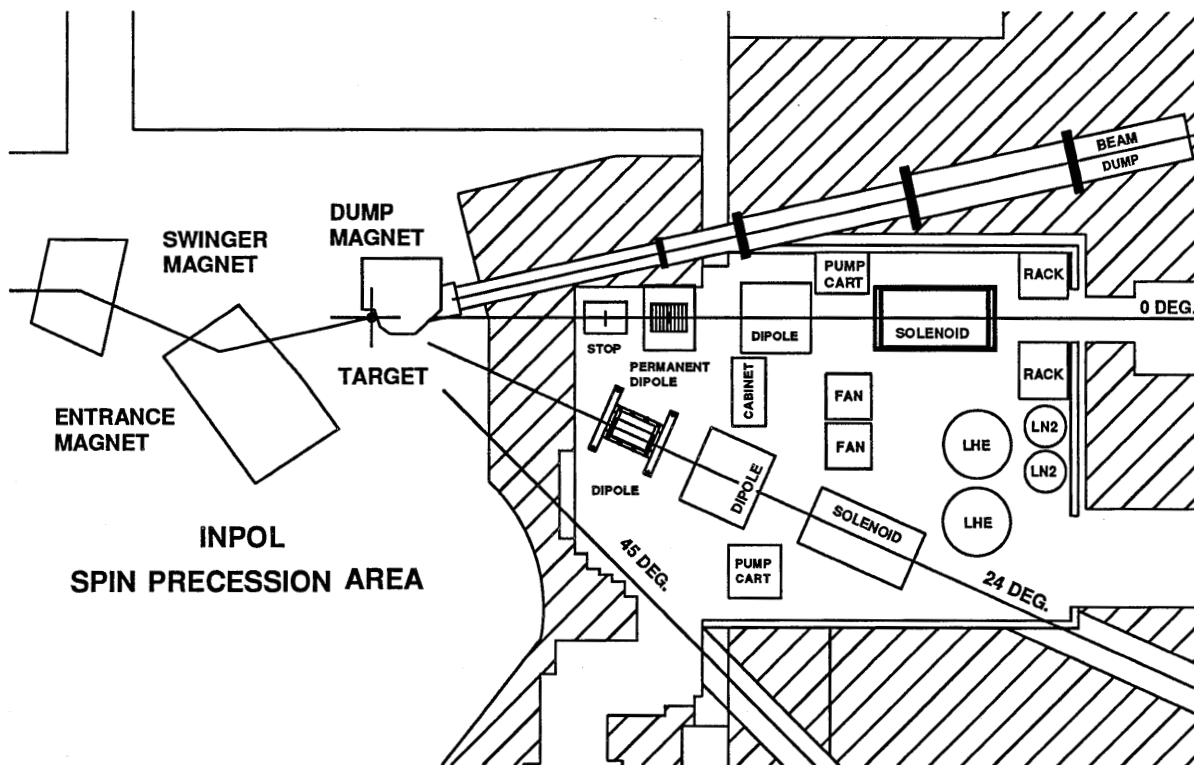 BEAM
DUMP
DUMP
MAGNET
SWINGER
MAGNET
PUMP
CART
RACK
0 DEG.
STOP
DIPOLE
SOLENOID
PERMANENT
DIPOLE
TARGET
CABINET
RACK
FAN
ENTRANCE
MAGNET
LN2
FAN
LHE
LN2
DIPOLE
DIPOLE
SOLENOID
LHE
INPOL
SPIN PRECESSION AREA
45 DEG.
PUMP
CART
24 DEG.